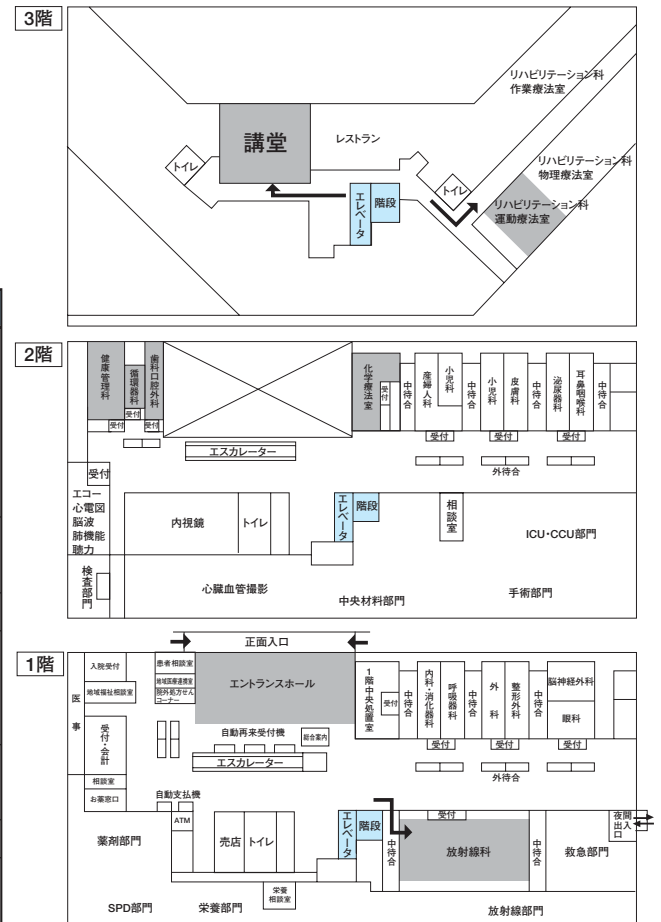 3階
リハビリテーション科
作業療法室
講堂
レストラン
トイレ
リハビリテーション科
物理療法室
トイレ
エレベータ
階段
リハビリテーション科
運動療法室
2階
健康管理科
循環器科
受付
歯科口腔外科
受付
受付
化学療法室
受付
中待合
産婦人科
小児科
中待合
小児科
皮膚科
中待合
泌尿器科
耳鼻咽喉科
中待合
受付
受付
受付
エスカレーター
外待合
受付
エコー
心電図
脳波
肺機能
聴力
内視鏡
トイレ
エレベータ
階段
相談室
ICU・CCU部門
検査部門
心臓血管撮影
中央材料部門
手術部門
正面入口
1階
入院受付
患者相談室
エントランスホール
1階中央処置室
受付
中待合
内科・消化器科
呼吸器科
中待合
外科
整形外科
中待合
脳神経外科
眼科
医事
地域福祉相談室
地域医療連携室
院外処方せん
コーナー
受付・会計
自動再来受付機
総合案内
エスカレーター
受付
受付
受付
外待合
相談室
お薬窓口
自動支払機
ATM
売店
トイレ
エレベータ
階段
中待合
受付
放射線科
中待合
救急部門
夜間
出入
口
薬剤部門
栄養
相談室
SPD部門
栄養部門
放射線部門